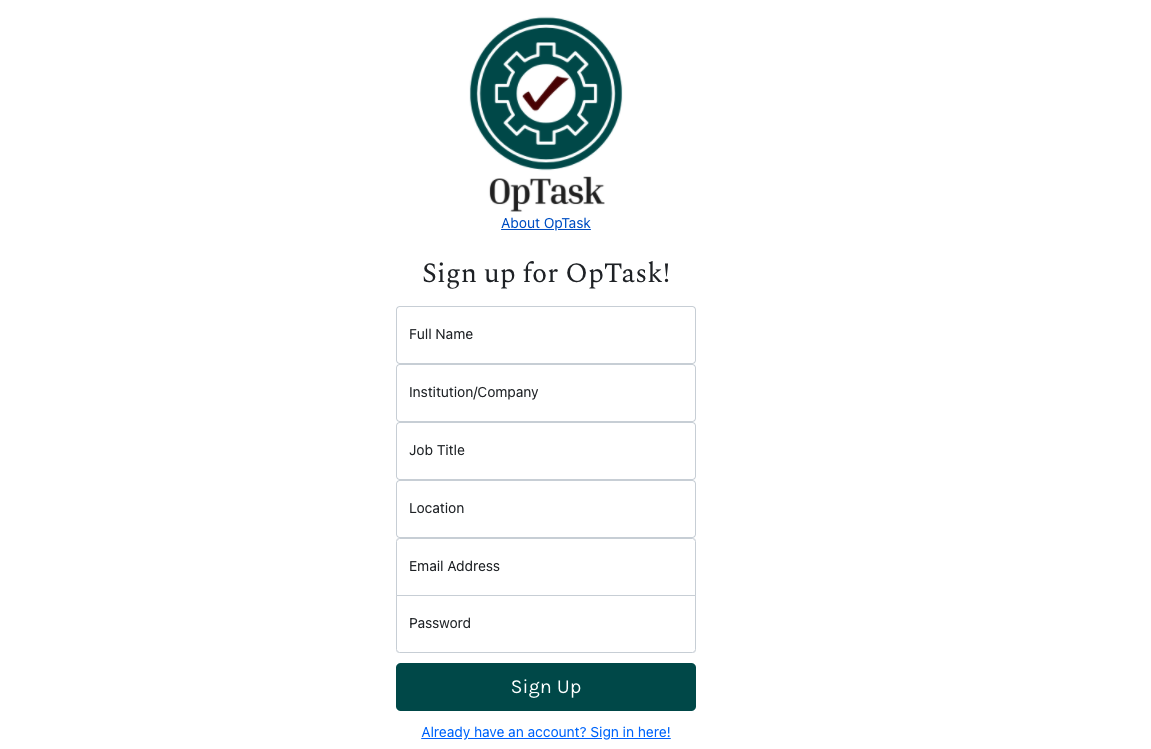 OpTask
About OpTask
Sign up for OpTask!
Full Name
Institution/Company
Job Title
Location
Email Address
Password
Sign Up
Already have an account? Sign in here!